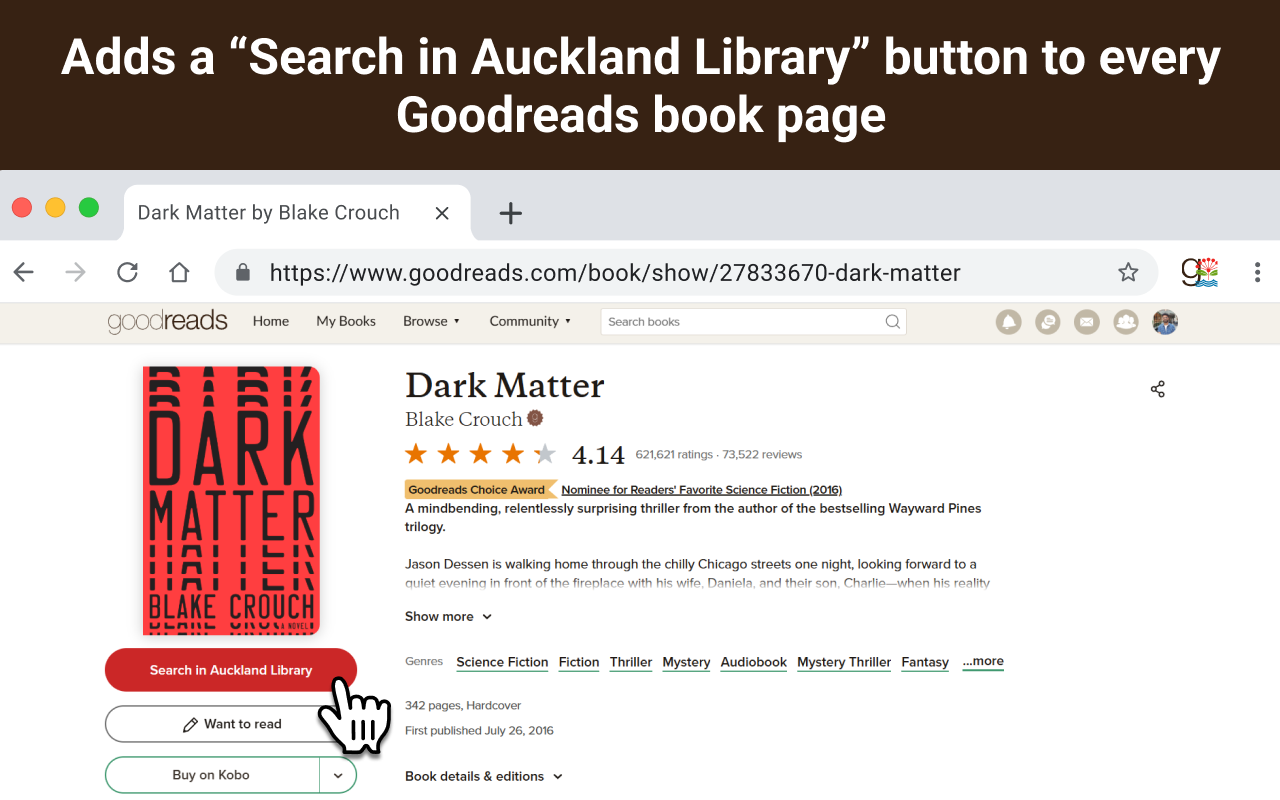 Adds a “Search in Auckland Library” button to every
Goodreads book page
Dark Matter by Blake Crouch
https://www.goodreads.com/book/show/27833670-dark-matter
g
goodreads
Home
My Books
Browse
Community
Search books
DARK
MATTER
BLAKE CROUCH
A NOVEL
Search in Auckland Library
Want to read
Buy on Kobo
Dark Matter
Blake Crouch
4.14
621,621 ratings · 73,522 reviews
Goodreads Choice Award
Nominee for Readers' Favorite Science Fiction (2016)
A mindbending, relentlessly surprising thriller from the author of the bestselling Wayward Pines
trilogy.
Jason Dessen is walking home through the chilly Chicago streets one night, looking forward to a
quiet evening in front of the fireplace with his wife, Daniela, and their son, Charlie—when his reality
Show more
Genres Science Fiction Fiction Thriller Mystery Audiobook Mystery Thriller Fantasy ...more
342 pages, Hardcover
First published July 26, 2016
Book details & editions